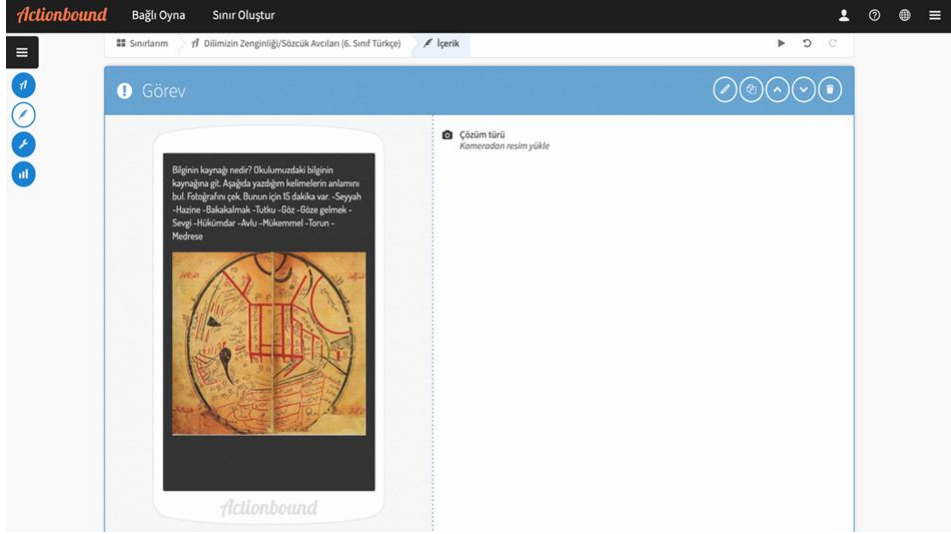 Actionbound Bağlı Oyna Sınır Oluştur
Sınırlarım Dilimizin Zenginliği/Sözcük Avcıları (6. Sınıf Türkçe) İçerik
Görev
Bilginin kaynağı nedir? Okulumuzdaki bilginin
kaynağına git. Aşağıda yazdığım kelimelerin anlamını
bul. Fotoğrafını çek. Bunun için 15 dakika var. -Seyyah
-Hazine -Bakakalmak -Tutku -Göz -Göze gelmek -
Sevgi -Hükümdar -Avlu -Mükemmel -Torun -
Medrese
Actionbound
Çözüm türü
Kameradan resim yükle